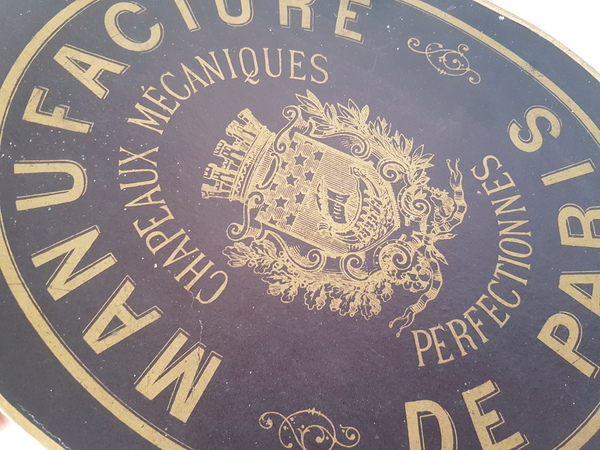 MANUFACTURE
DE PARIS
CHAPEAUX MÉCANIQUES
PERFECTIONNÉS